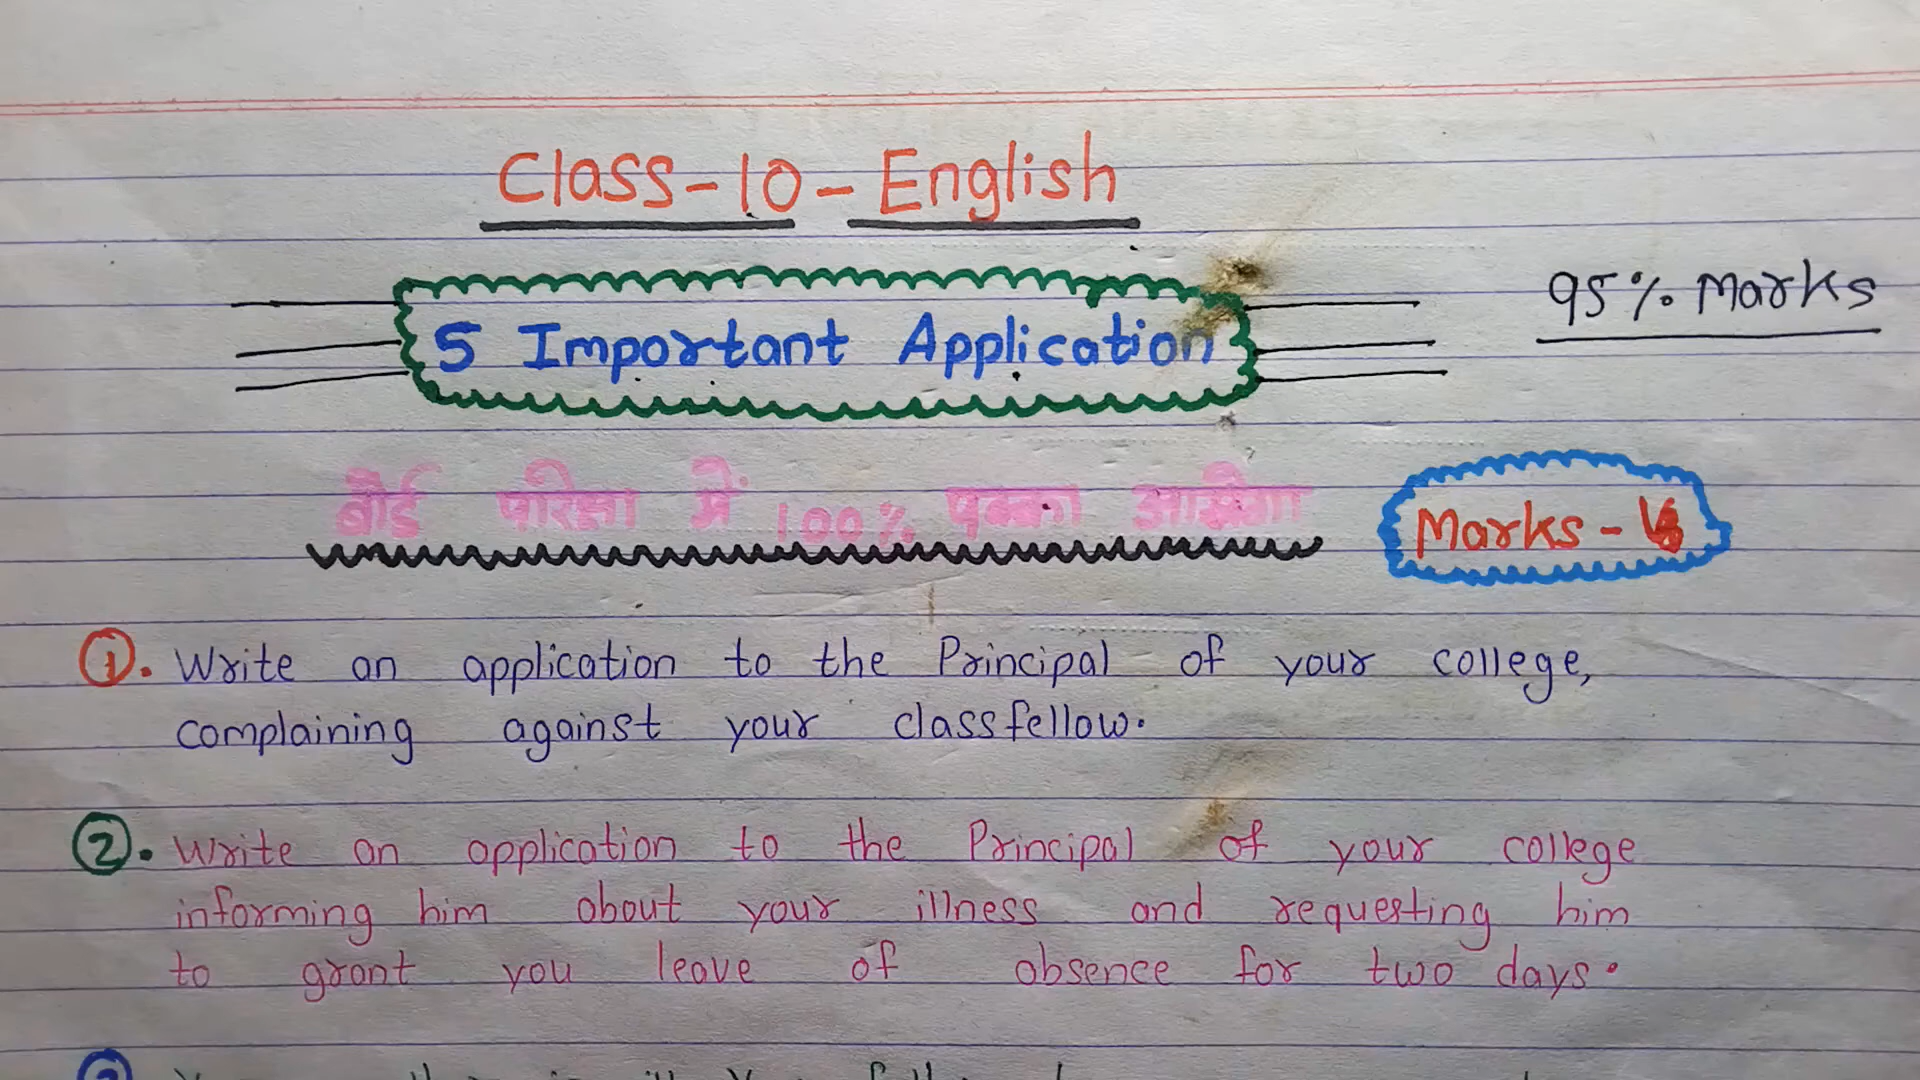 Class-10-English
5 Important Application
95% Marks
बोर्ड परिक्षा में 100% पक्का आयेगा
Marks -
1. Write an application to the Principal of your college,
complaining against your classfellow.
2. Write an application to the Principal of your college
informing him about your illness and requesting him
to grant you leave of absence for two days.